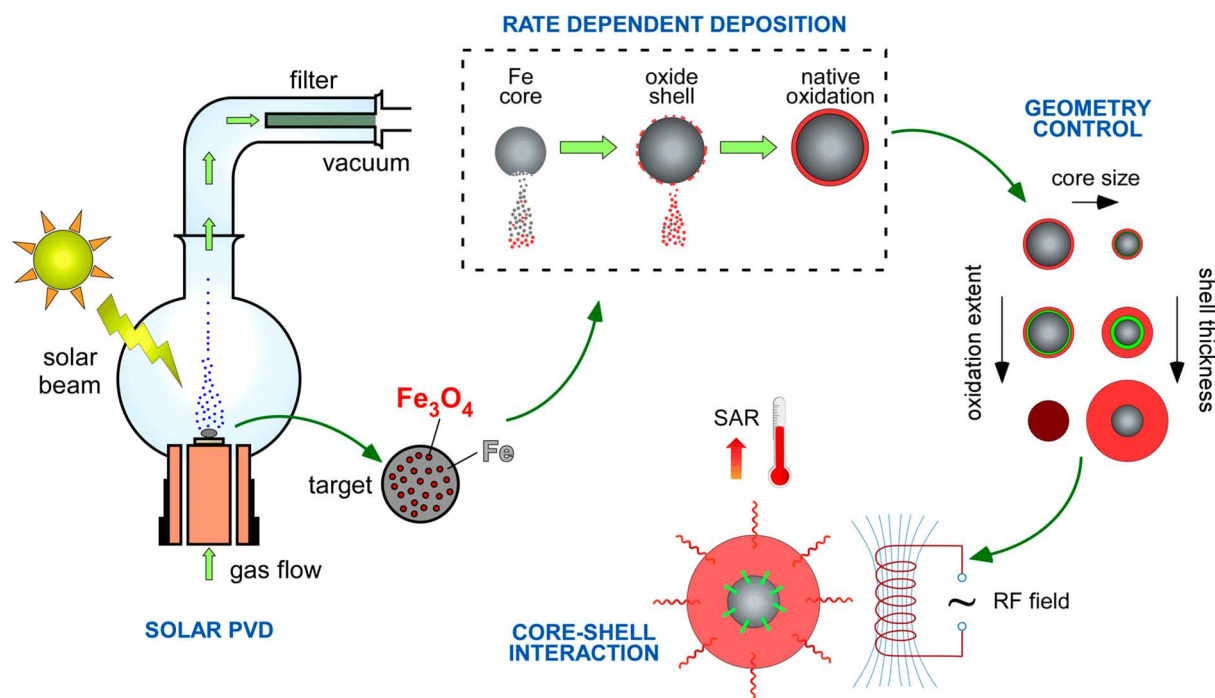 RATE DEPENDENT DEPOSITION
filter
vacuum
Fe
core
oxide
shell
native
oxidation
GEOMETRY
CONTROL
core size
oxidation extent
shell thickness
solar
beam
Fe₃O₄
Fe
target
gas flow
SOLAR PVD
SAR
CORE-SHELL
INTERACTION
~
RF field